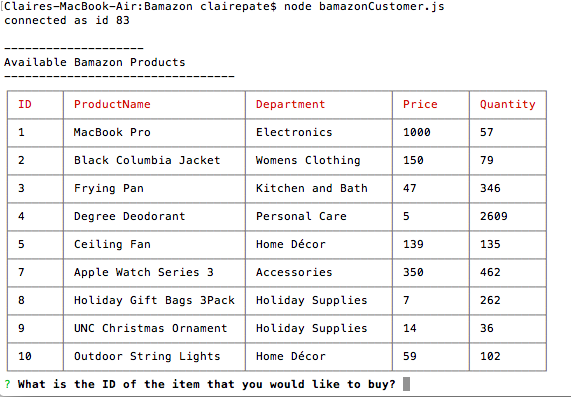 [Claires-MacBook-Air:Bamazon clairepate$ node bamazonCustomer.js
connected as id 83
--------------------
Available Bamazon Products
---------------------------------
ID ProductName Department Price Quantity
1 MacBook Pro Electronics 1000 57
2 Black Columbia Jacket Womens Clothing 150 79
3 Frying Pan Kitchen and Bath 47 346
4 Degree Deodorant Personal Care 5 2609
5 Ceiling Fan Home Décor 139 135
7 Apple Watch Series 3 Accessories 350 462
8 Holiday Gift Bags 3Pack Holiday Supplies 7 262
9 UNC Christmas Ornament Holiday Supplies 14 36
10 Outdoor String Lights Home Décor 59 102
? What is the ID of the item that you would like to buy?